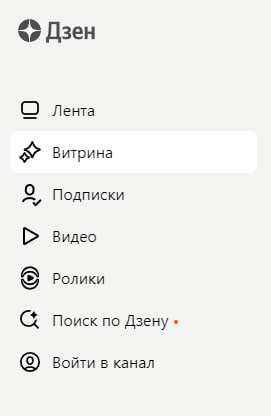 Дзен
Лента
Витрина
Подписки
Видео
Ролики
Поиск по Дзену
Войти в канал